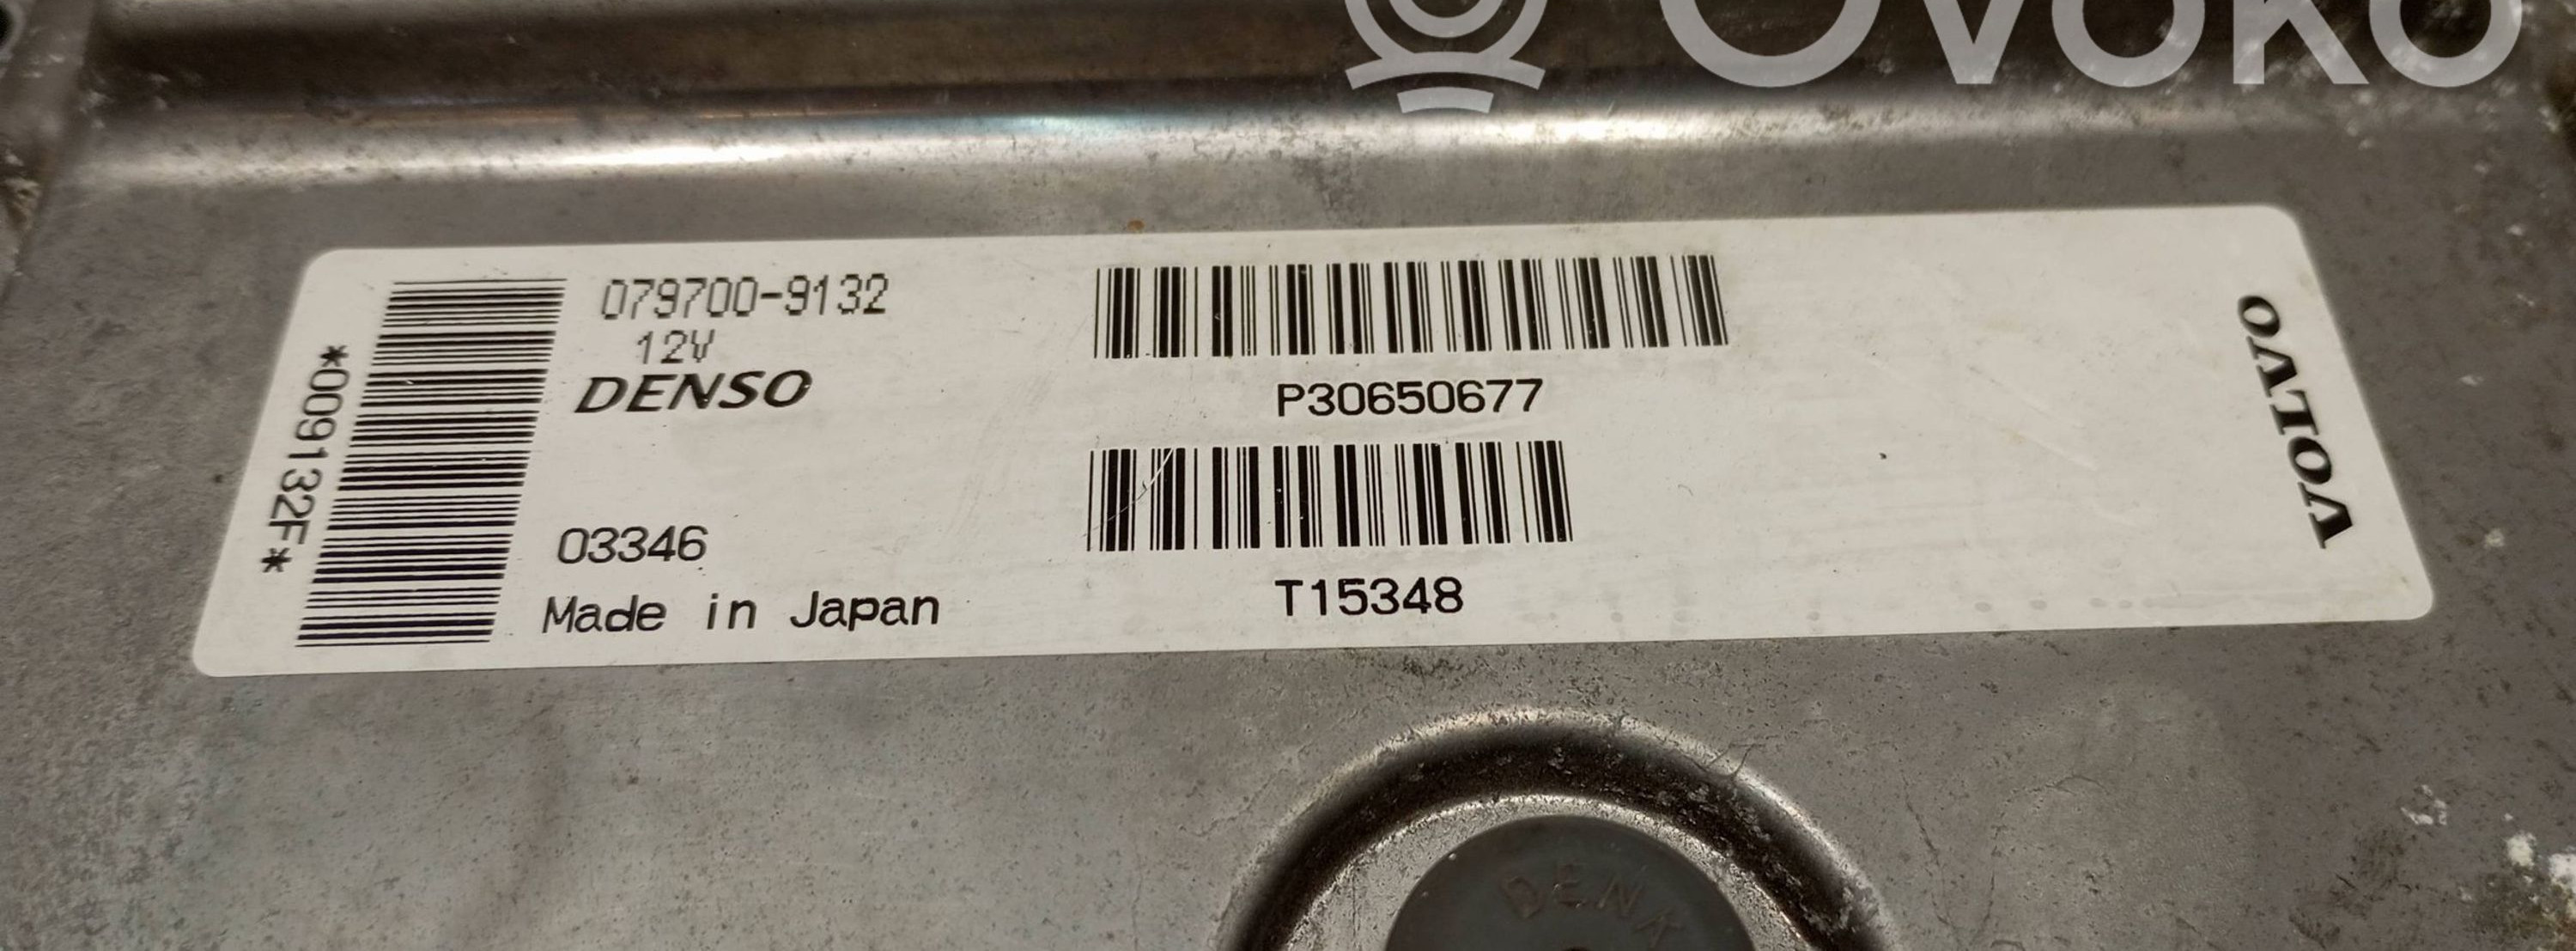 OVOKO
079700-9132
12V
DENSO
*009132F*
03346
Made in Japan
P30650677
T15348
VOLVO